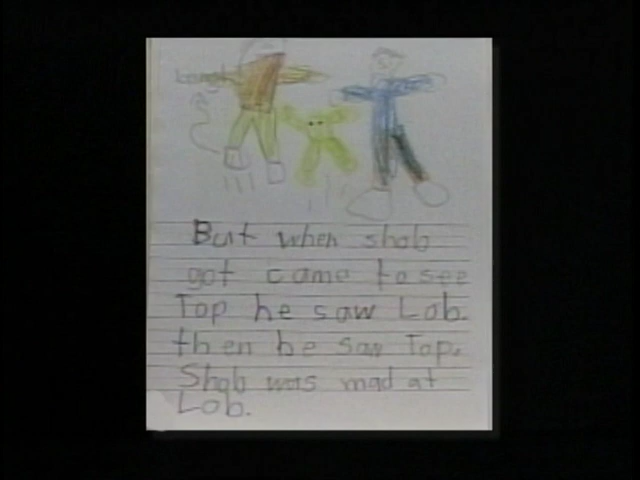 But when shob
got came to see
Top he saw Lob.
then he saw Top.
Shob was mad at
Lob.